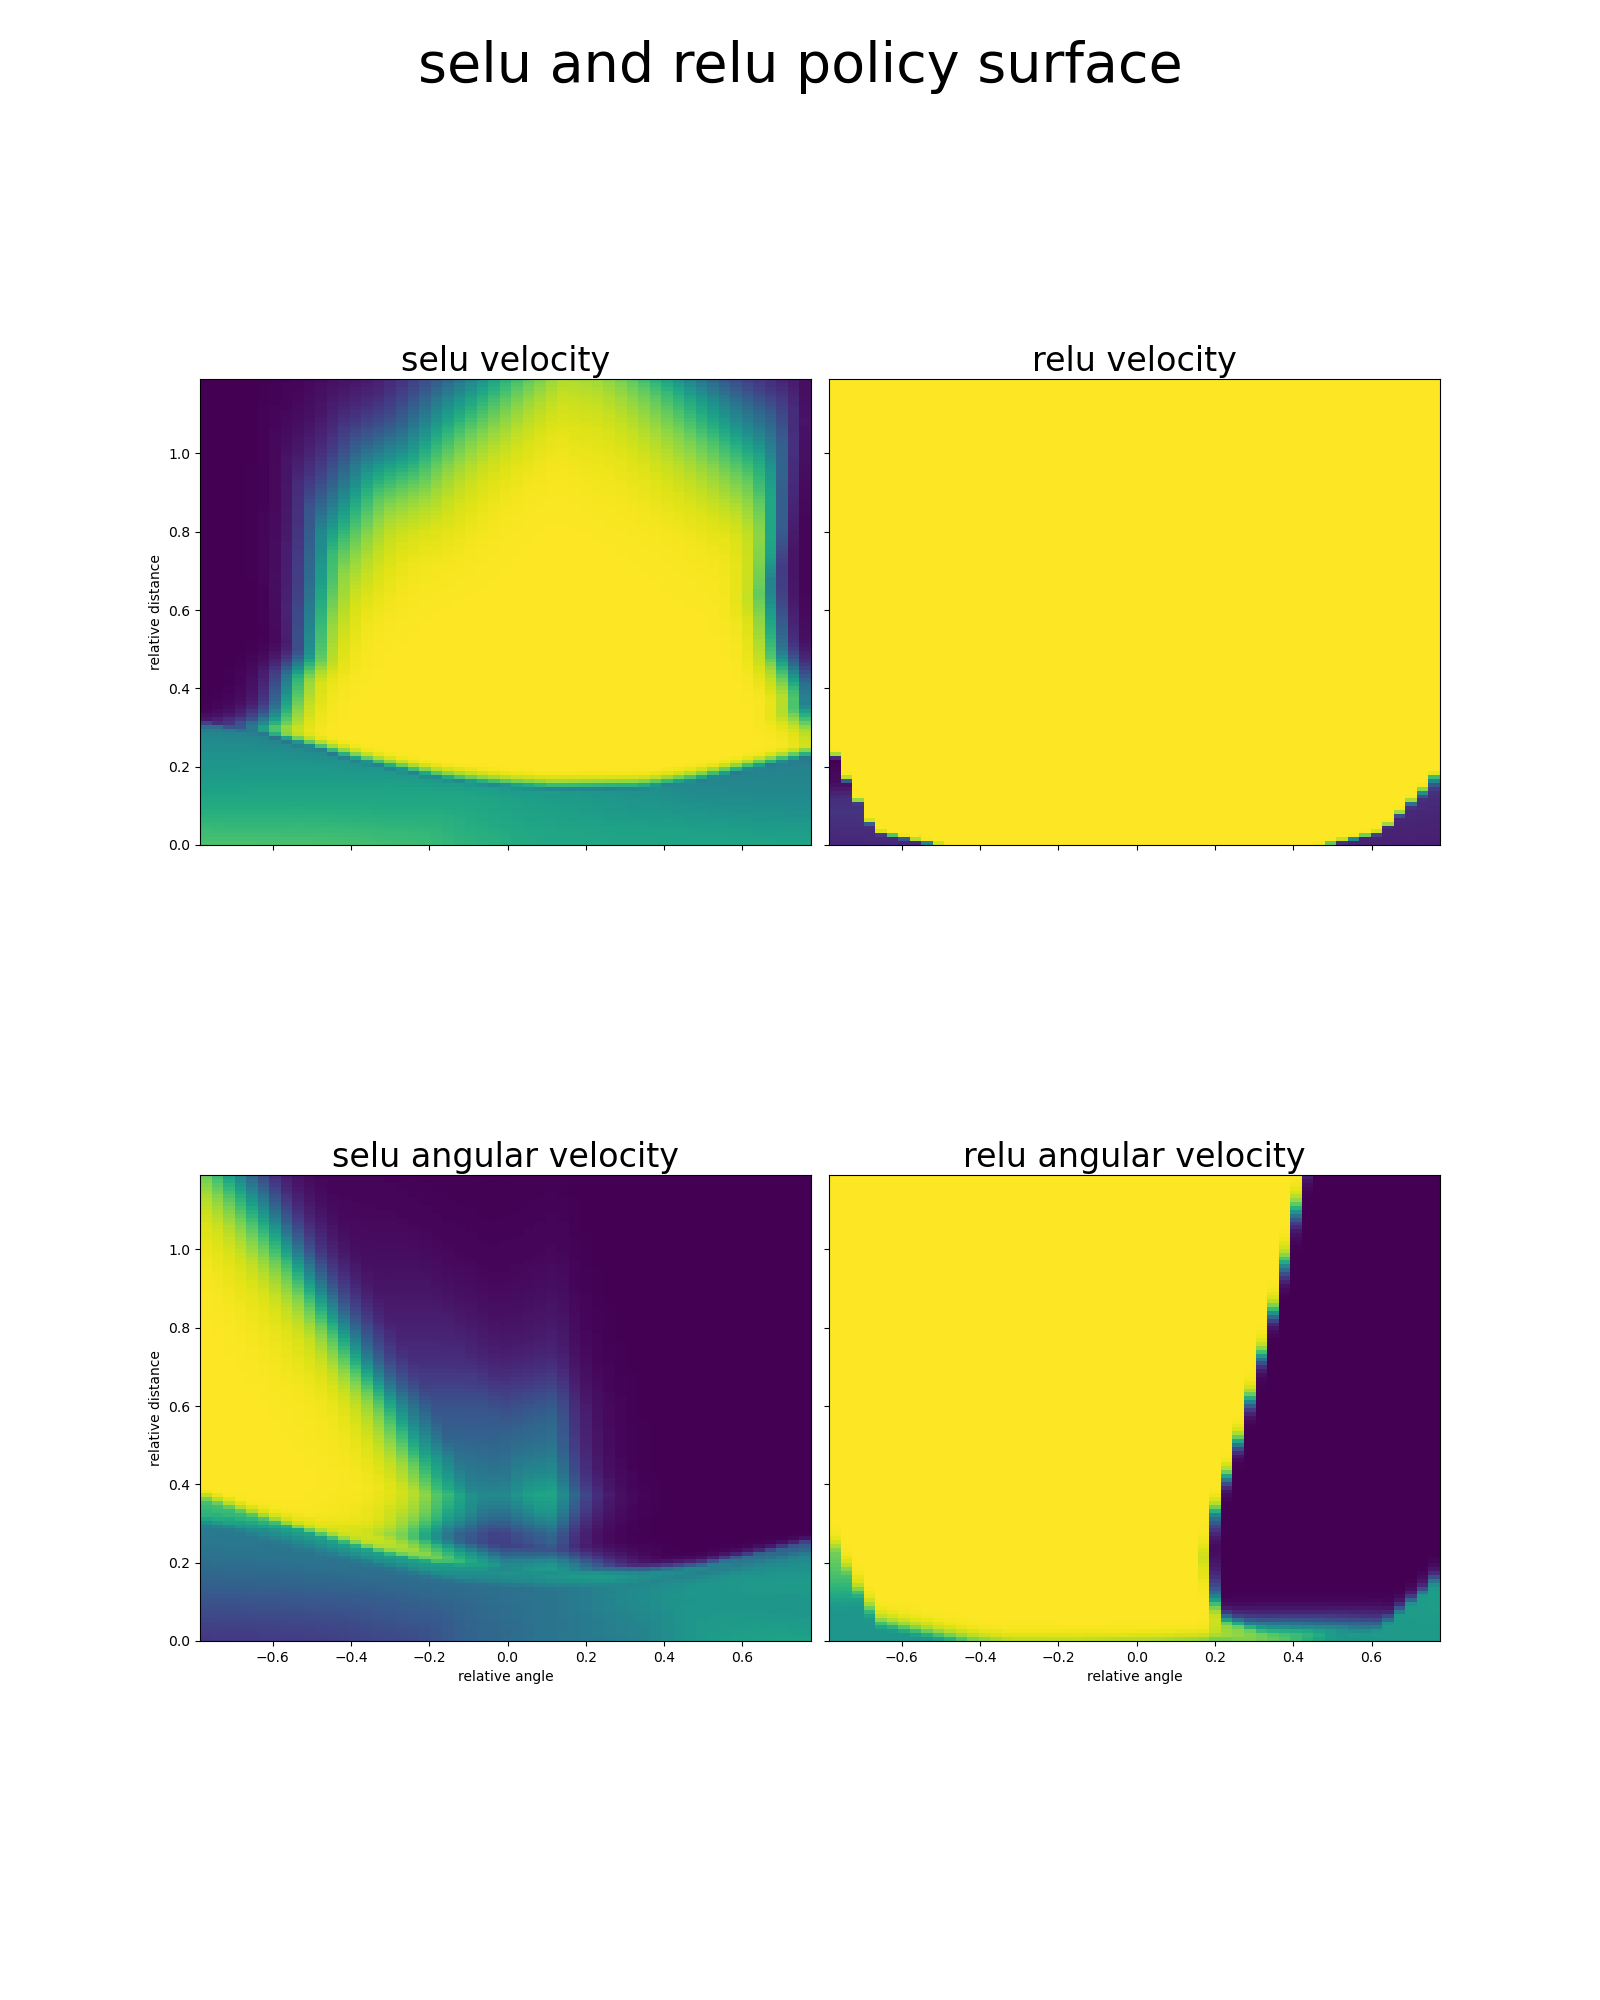 selu and relu policy surface
selu velocity
relu velocity
relative distance
1.0
0.8
0.6
0.4
0.2
0.0
selu angular velocity
relu angular velocity
relative distance
1.0
0.8
0.6
0.4
0.2
0.0
−0.6 −0.4 −0.2 0.0 0.2 0.4 0.6
−0.6 −0.4 −0.2 0.0 0.2 0.4 0.6
relative angle
relative angle